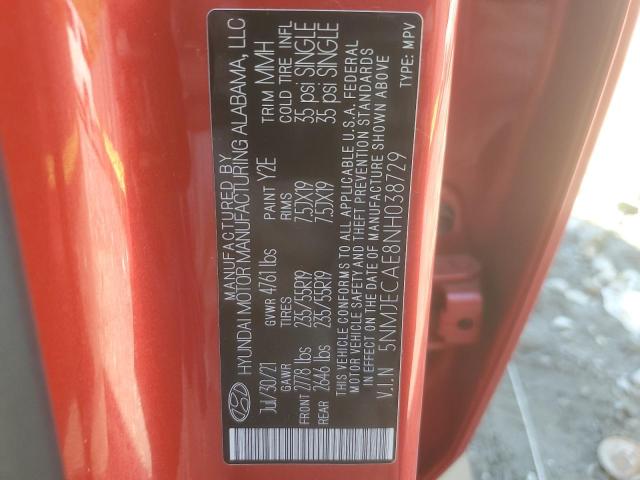 MANUFACTURED BY
HYUNDAI MOTOR MANUFACTURING ALABAMA, LLC
Jul/30/21 GVWR 4761lbs PAINT Y2E TRIM MMH
GAWR TIRES RIMS COLD TIRE INFL
FRONT 2778 lbs 235/55R19 7.5JX19 35 psi SINGLE
REAR 2646 lbs 235/55R19 7.5JX19 35 psi SINGLE
THIS VEHICLE CONFORMS TO ALL APPLICABLE U.S.A. FEDERAL
MOTOR VEHICLE SAFETY AND THEFT PREVENTION STANDARDS
IN EFFECT ON THE DATE OF MANUFACTURE SHOWN ABOVE
V.I.N 5NMJECAE8NH038729 TYPE: MPV